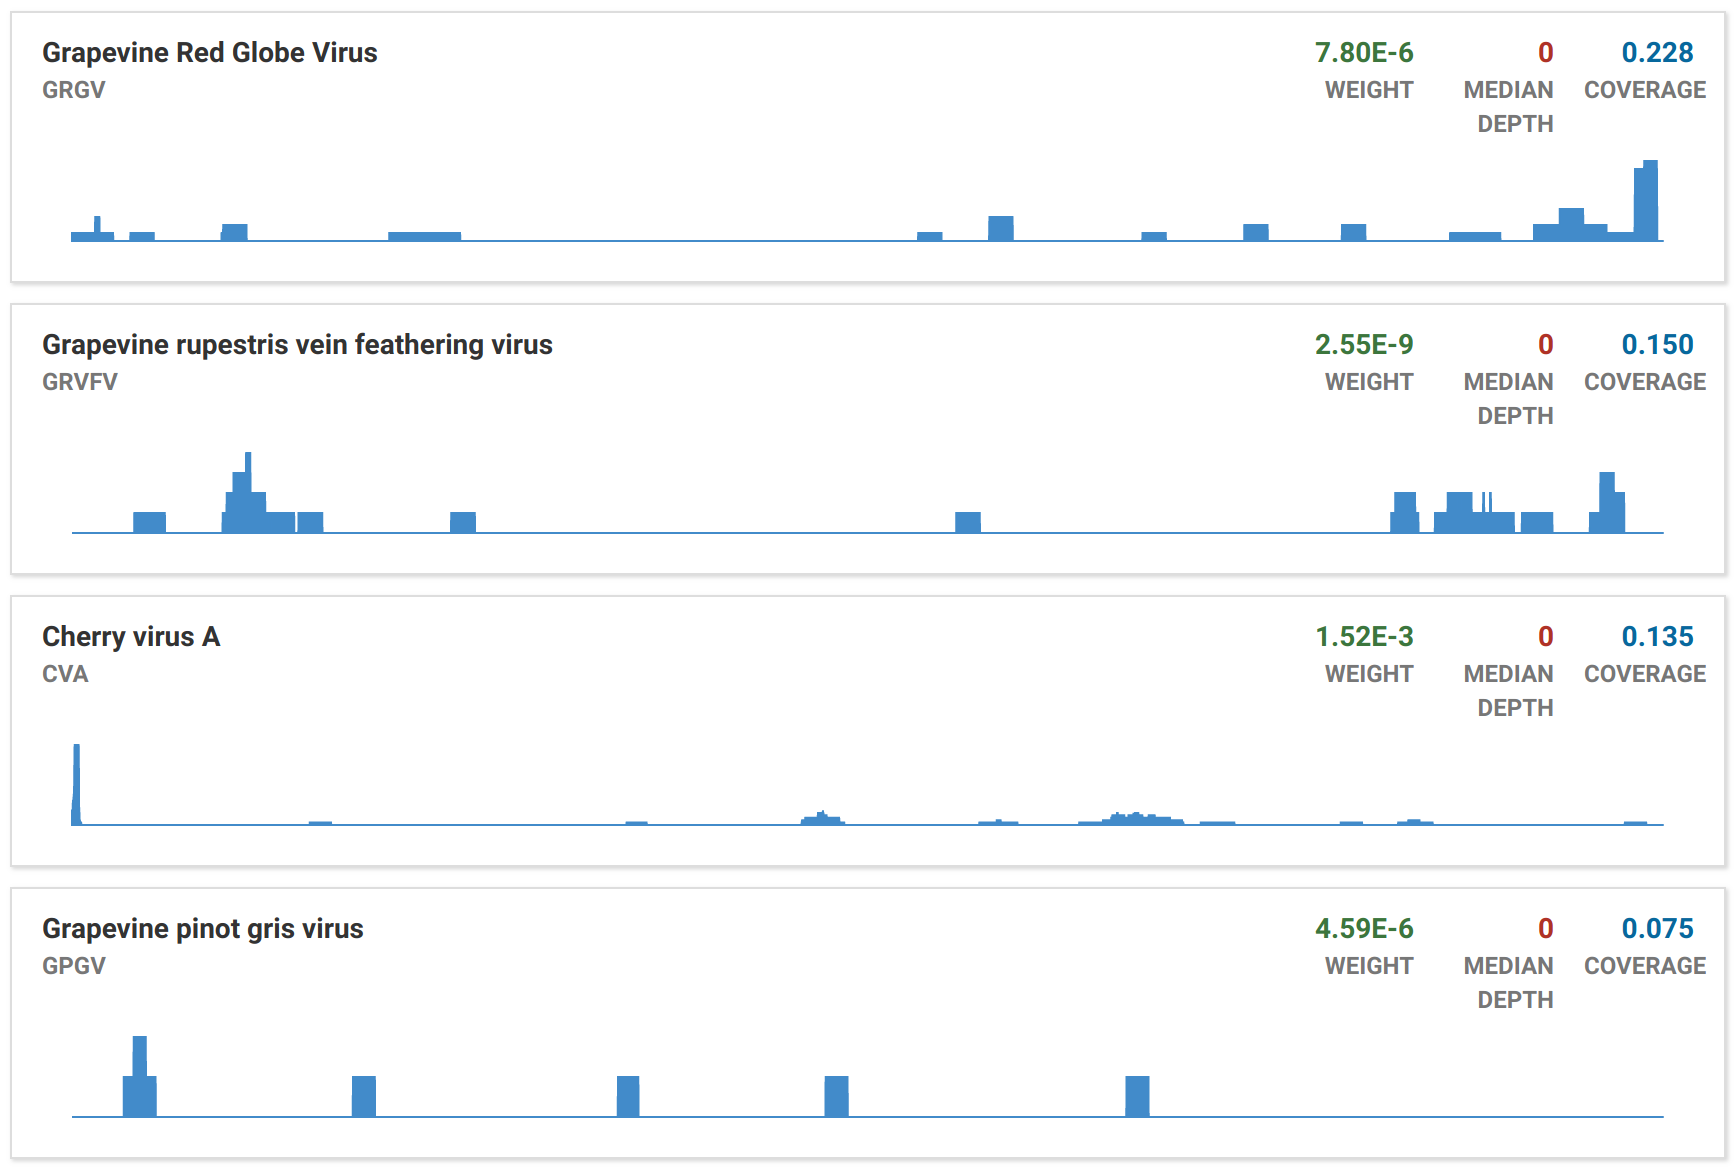 Grapevine Red Globe Virus 7.80E-6 0 0.228
GRGV WEIGHT MEDIAN COVERAGE
DEPTH
Grapevine rupestris vein feathering virus 2.55E-9 0 0.150
GRVFV WEIGHT MEDIAN COVERAGE
DEPTH
Cherry virus A 1.52E-3 0 0.135
CVA WEIGHT MEDIAN COVERAGE
DEPTH
Grapevine pinot gris virus 4.59E-6 0 0.075
GPGV WEIGHT MEDIAN COVERAGE
DEPTH